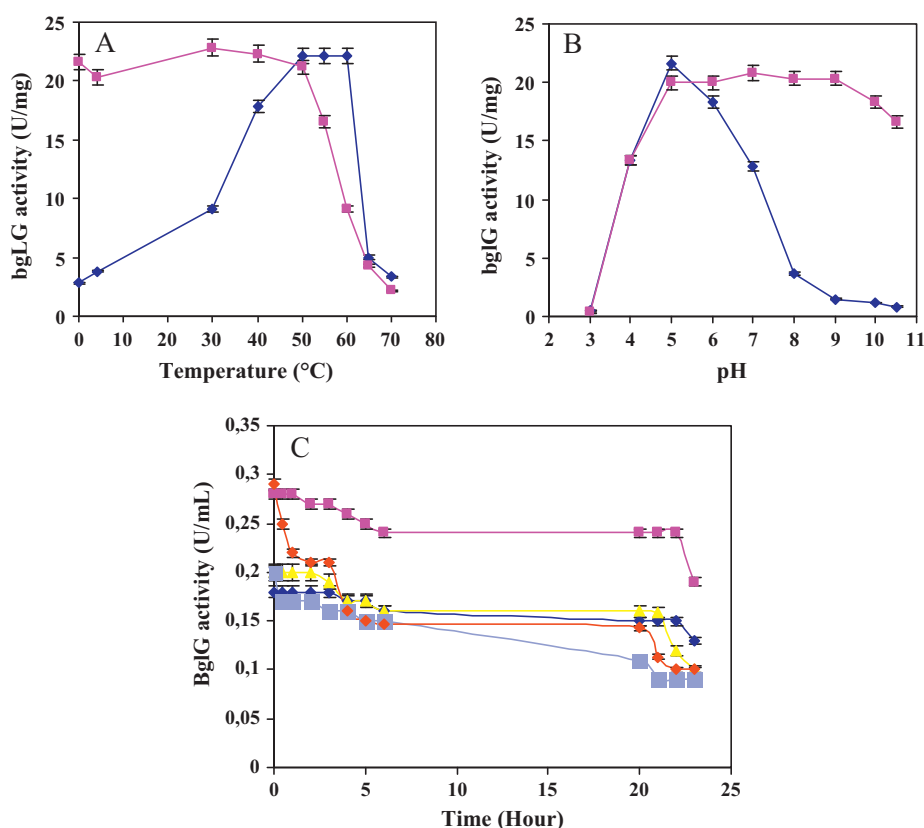 A
bgLG activity (U/mg)
25
20
15
10
5
0
0 10 20 30 40 50 60 70 80
Temperature (°C)
B
bglG activity (U/mg)
25
20
15
10
5
0
2 3 4 5 6 7 8 9 10 11
pH
C
BglG activity (U/mL)
0,35
0,3
0,25
0,2
0,15
0,1
0,05
0
0 5 10 15 20 25
Time (Hour)